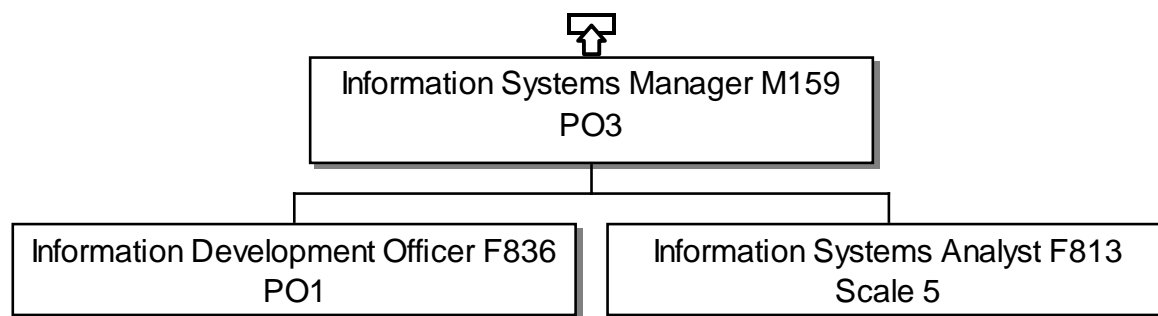 Information Systems Manager M159
PO3
Information Development Officer F836
PO1
Information Systems Analyst F813
Scale 5